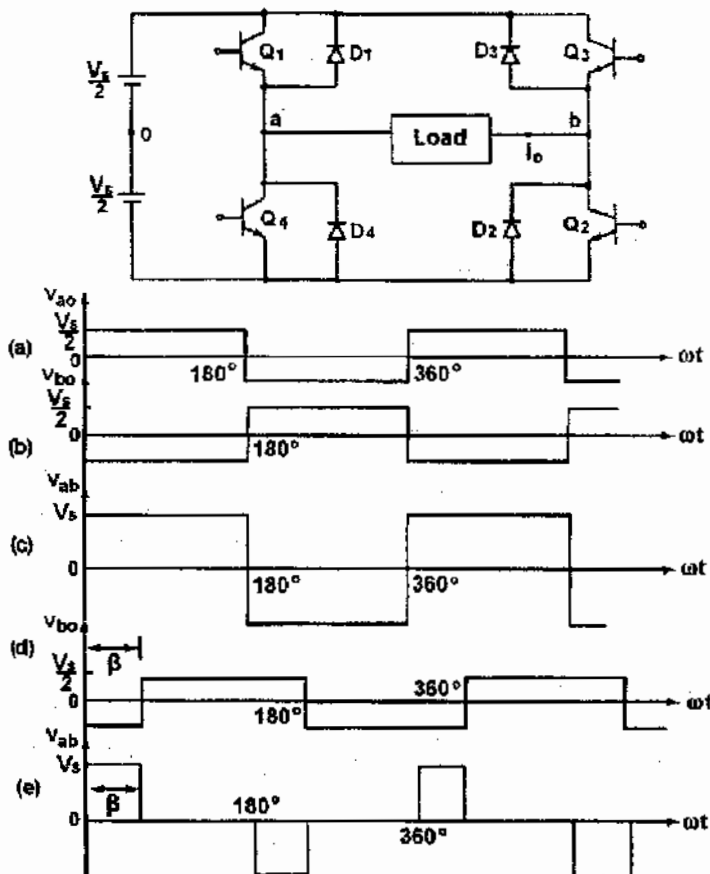 Q1 D1 D3 Q3
Vs/2
a Load b
0 io
Vs/2
Q4 D4 D2 Q2
vao
(a) Vs/2
0 180° 360° ωt
vbo
(b) Vs/2
0 180° ωt
vab
(c) Vs
0 180° 360° ωt
vbo
(d) β
Vs/2
0 180° 360° ωt
vab
(e) Vs
β
0 180° 360° ωt